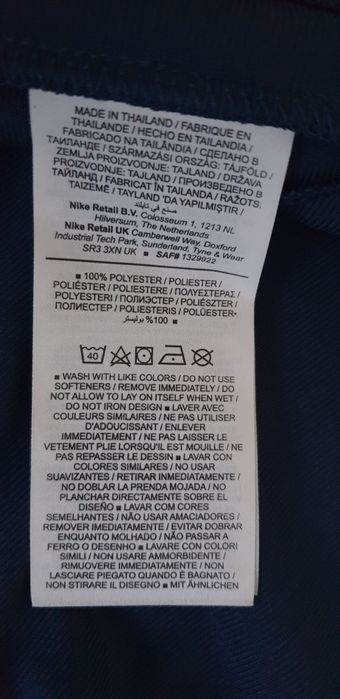 MADE IN THAILAND / FABRIQUE EN
THAILANDE / HECHO EN TAILANDIA /
FABRICADO NA TAILÂNDIA / СДЕЛАНО В
ТАИЛАНДЕ / SZÁRMAZÁSI ORSZÁG: TÁJFÖLD /
ZEMLJA PROIZVODNJE: TAJLAND / DRŽAVA
PROIZVODNJE: TAJLAND / ПРОИЗВЕДЕНО В
ТАЙЛАНД / FABRICAT ÎN TAILANDA / RAŽOTS:
TAIZEMĒ / TAYLAND 'DA YAPILMIŞTIR /
صنع في تايلند
Nike Retail B.V. Colosseum 1, 1213 NL
Hilversum, The Netherlands
Nike Retail UK Camberwell Way, Doxford
Industrial Tech Park, Sunderland, Tyne & Wear
SR3 3XN UK ■ SAF# 1329922
■ 100% POLYESTER / POLIESTER /
POLIÉSTER / POLIESTERE / ΠΟΛΥΕΣΤΕΡΑΣ /
POLYESTERI / ПОЛИЭСТЕР / POLIÉSZTER /
ПОЛИЕСТЕР / POLIESTERIS / POLÜESTER ■
%100 بوليستر ■
40
■ WASH WITH LIKE COLORS / DO NOT USE
SOFTENERS / REMOVE IMMEDIATELY / DO
NOT ALLOW TO LAY ON ITSELF WHEN WET /
DO NOT IRON DESIGN ■ LAVER AVEC
COULEURS SIMILAIRES / NE PAS UTILISER
D'ADOUCISSANT / ENLEVER
IMMEDIATEMENT / NE PAS LAISSER LE
VETEMENT PLIE LORSQU'IL EST MOUILLE / NE
PAS REPASSER LE DESSIN ■ LAVAR CON
COLORES SIMILARES / NO USAR
SUAVIZANTES / RETIRAR INMEDIATAMENTE /
NO DOBLAR LA PRENDA MOJADA / NO
PLANCHAR DIRECTAMENTE SOBRE EL
DISEÑO ■ LAVAR COM CORES
SEMELHANTES / NÃO USAR AMACIADORES /
REMOVER IMEDIATAMENTE / EVITAR DOBRAR
ENQUANTO MOLHADO / NÃO PASSAR A
FERRO O DESENHO ■ LAVARE CON COLORI
SIMILI / NON USARE AMMORBIDENTE /
RIMUOVERE IMMEDIATAMENTE / NON
LASCIARE PIEGATO QUANDO È BAGNATO /
NON STIRARE IL DISEGNO ■ MIT ÄHNLICHEN